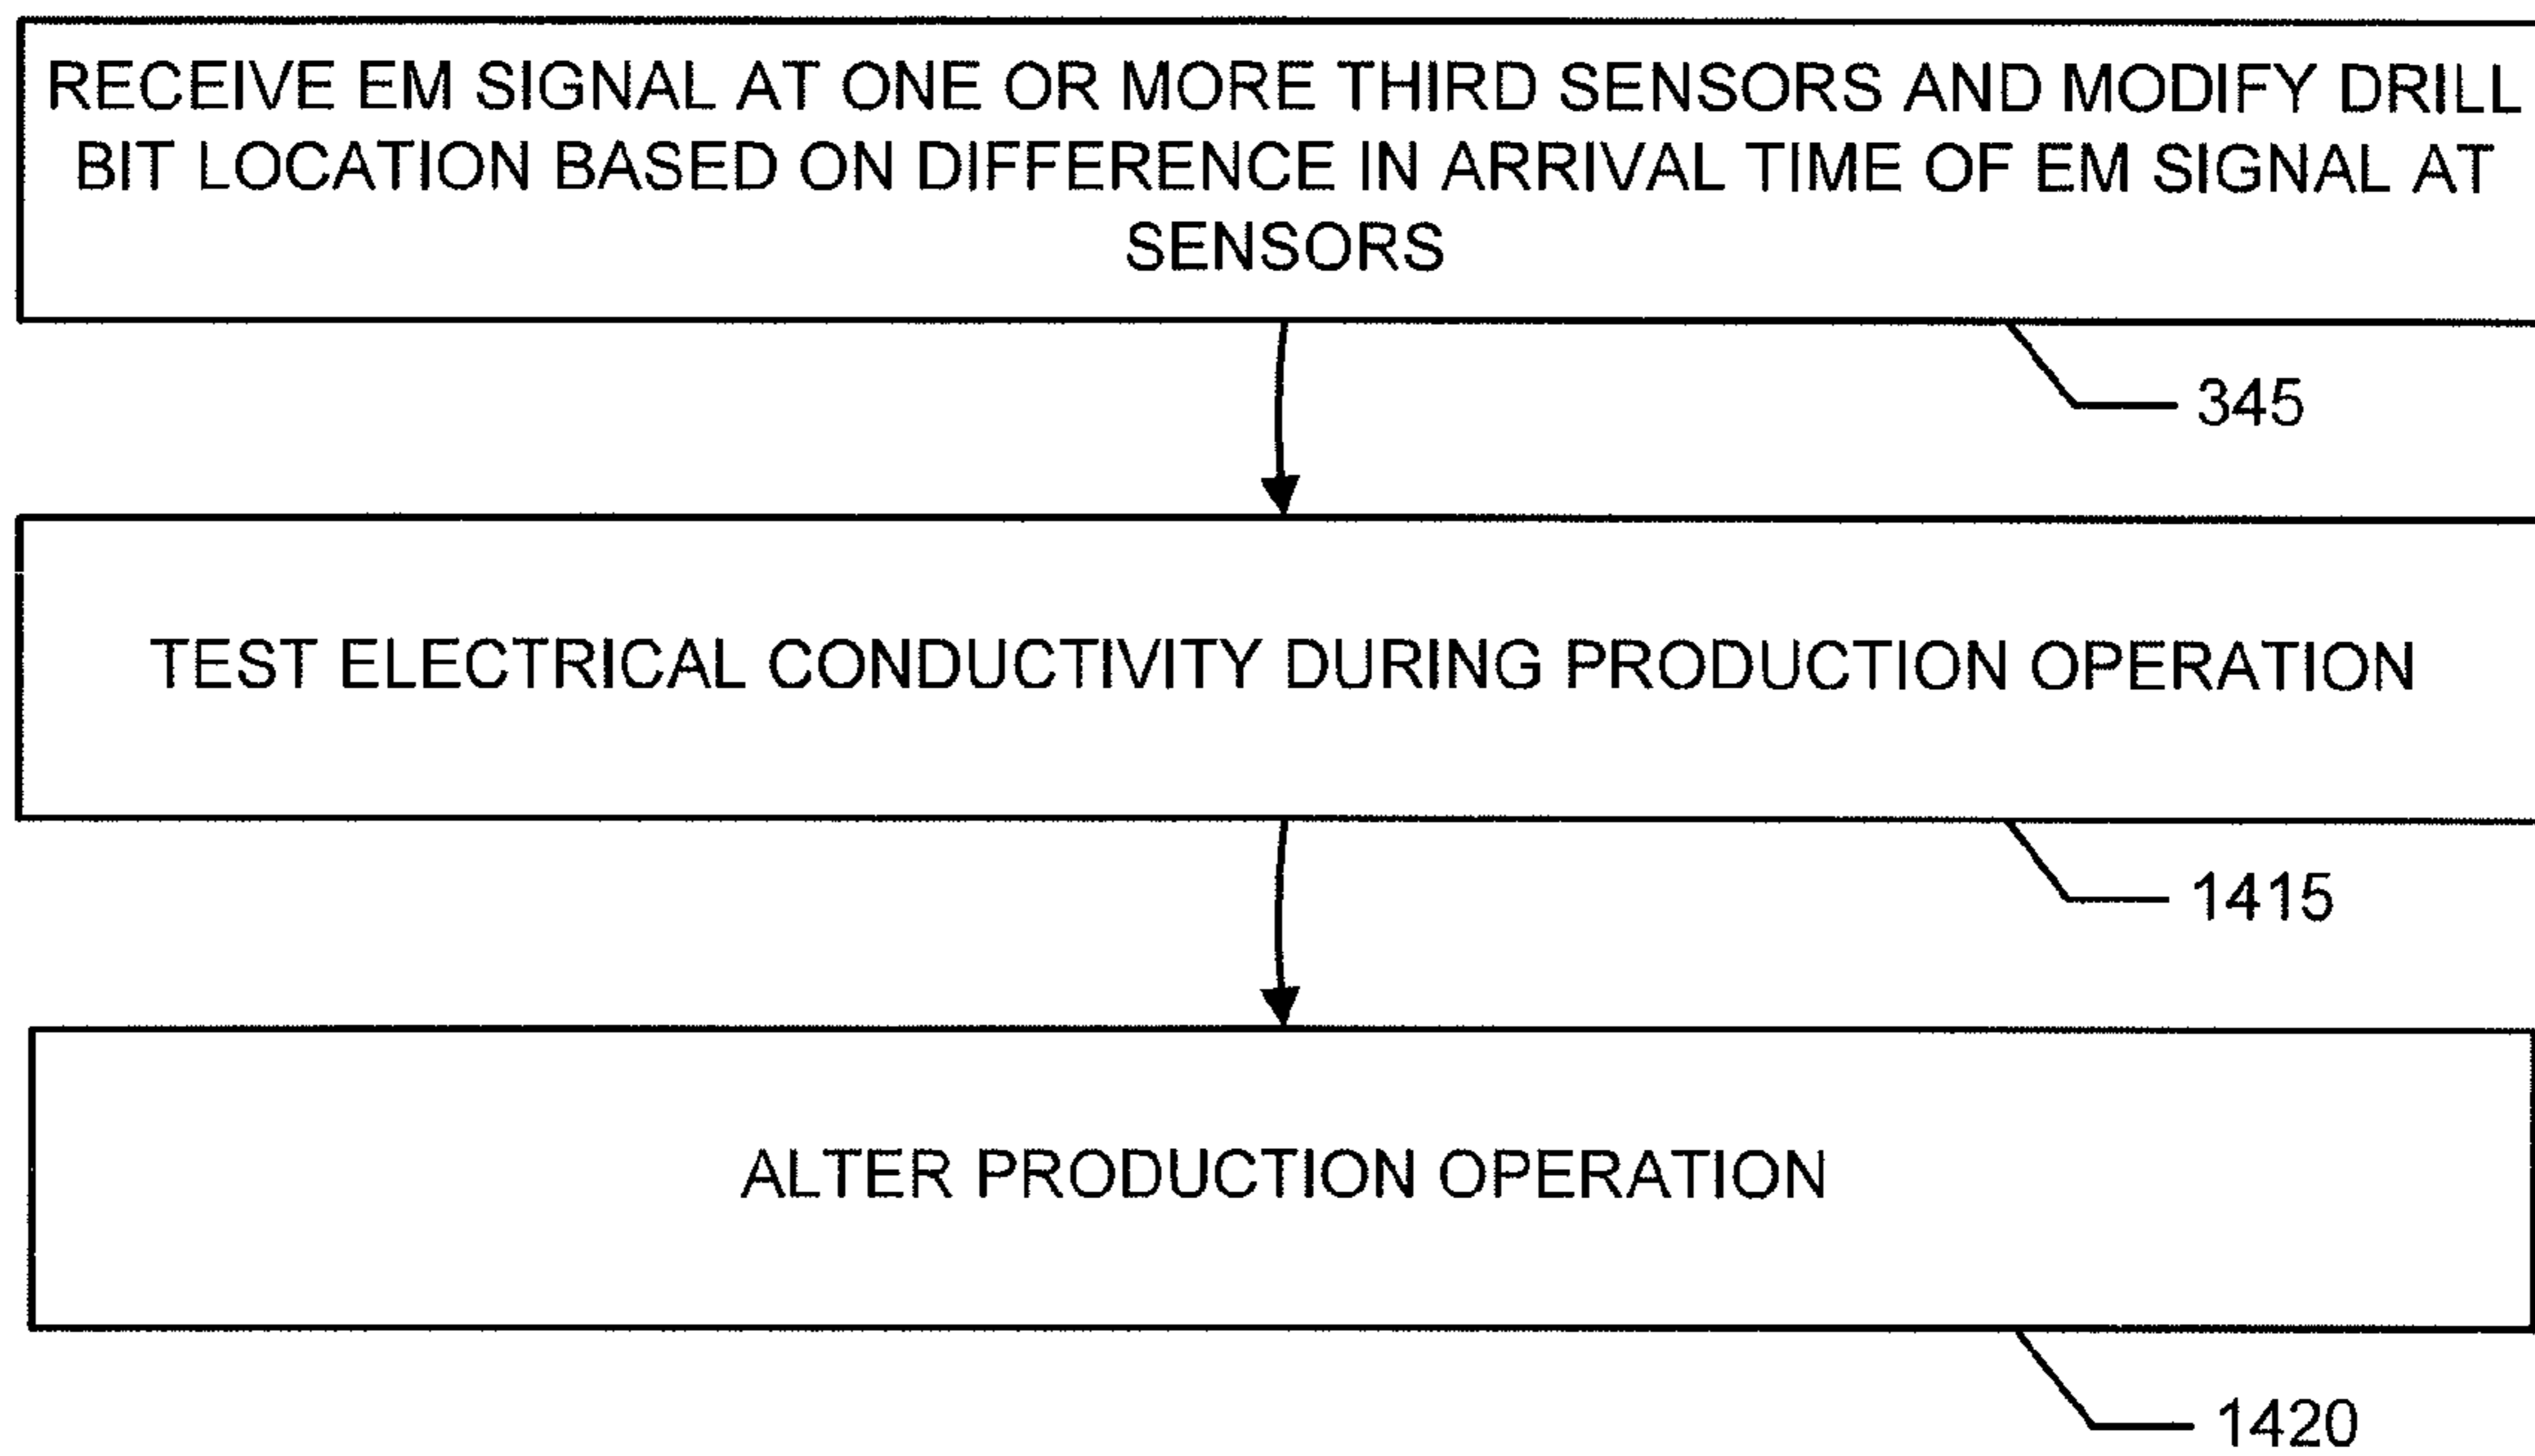 RECEIVE EM SIGNAL AT ONE OR MORE THIRD SENSORS AND MODIFY DRILL
BIT LOCATION BASED ON DIFFERENCE IN ARRIVAL TIME OF EM SIGNAL AT
SENSORS
345
TEST ELECTRICAL CONDUCTIVITY DURING PRODUCTION OPERATION
1415
ALTER PRODUCTION OPERATION
1420